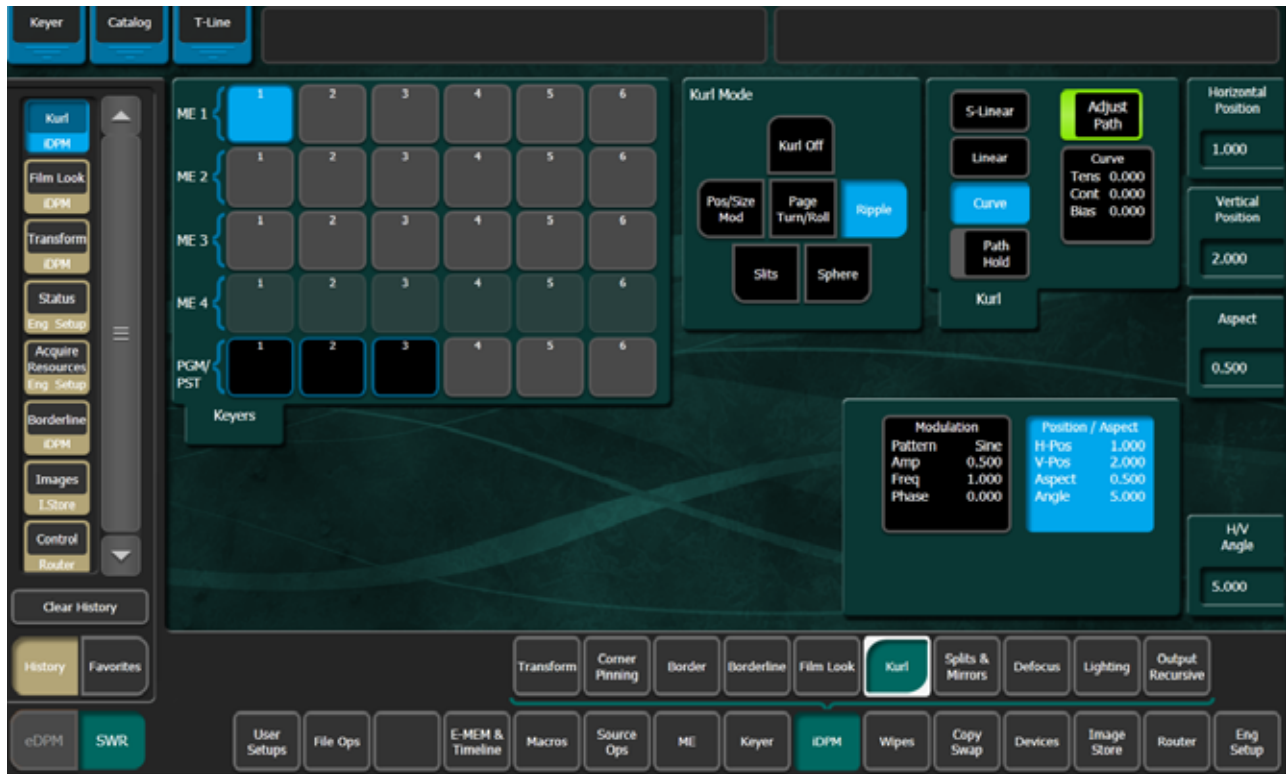 Keyer
Catalog
T-Line
Kurl
iDPM
Film Look
iDPM
Transform
iDPM
Status
Eng Setup
Acquire
Resources
Eng Setup
Borderline
iDPM
Images
I.Store
Control
Router
Clear History
History
Favorites
eDPM
SWR
ME 1
1 2 3 4 5 6
ME 2
1 2 3 4 5 6
ME 3
1 2 3 4 5 6
ME 4
1 2 3 4 5 6
PGM/
PST
1 2 3 4 5 6
Keyers
Kurl Mode
Kurl Off
Pos/Size
Mod
Page
Turn/Roll
Ripple
Slits
Sphere
S-Linear
Linear
Curve
Path
Hold
Kurl
Adjust
Path
Curve
Tens 0.000
Cont 0.000
Bias 0.000
Horizontal
Position
1.000
Vertical
Position
2.000
Aspect
0.500
H/V
Angle
5.000
Modulation
Pattern Sine
Amp 0.500
Freq 1.000
Phase 0.000
Position / Aspect
H-Pos 1.000
V-Pos 2.000
Aspect 0.500
Angle 5.000
Transform
Corner
Pinning
Border
Borderline
Film Look
Kurl
Splits &
Mirrors
Defocus
Lighting
Output
Recursive
User
Setups
File Ops
E-MEM &
Timeline
Macros
Source
Ops
ME
Keyer
iDPM
Wipes
Copy
Swap
Devices
Image
Store
Router
Eng
Setup